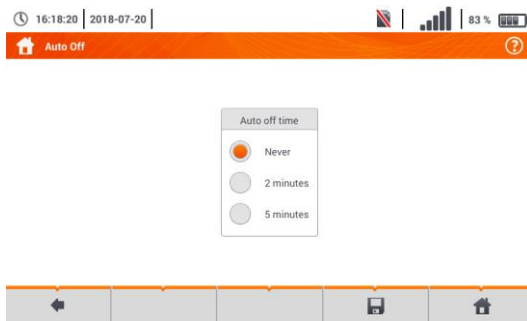 16:18:20 2018-07-20 83 %
Auto Off
Auto off time
Never
2 minutes
5 minutes